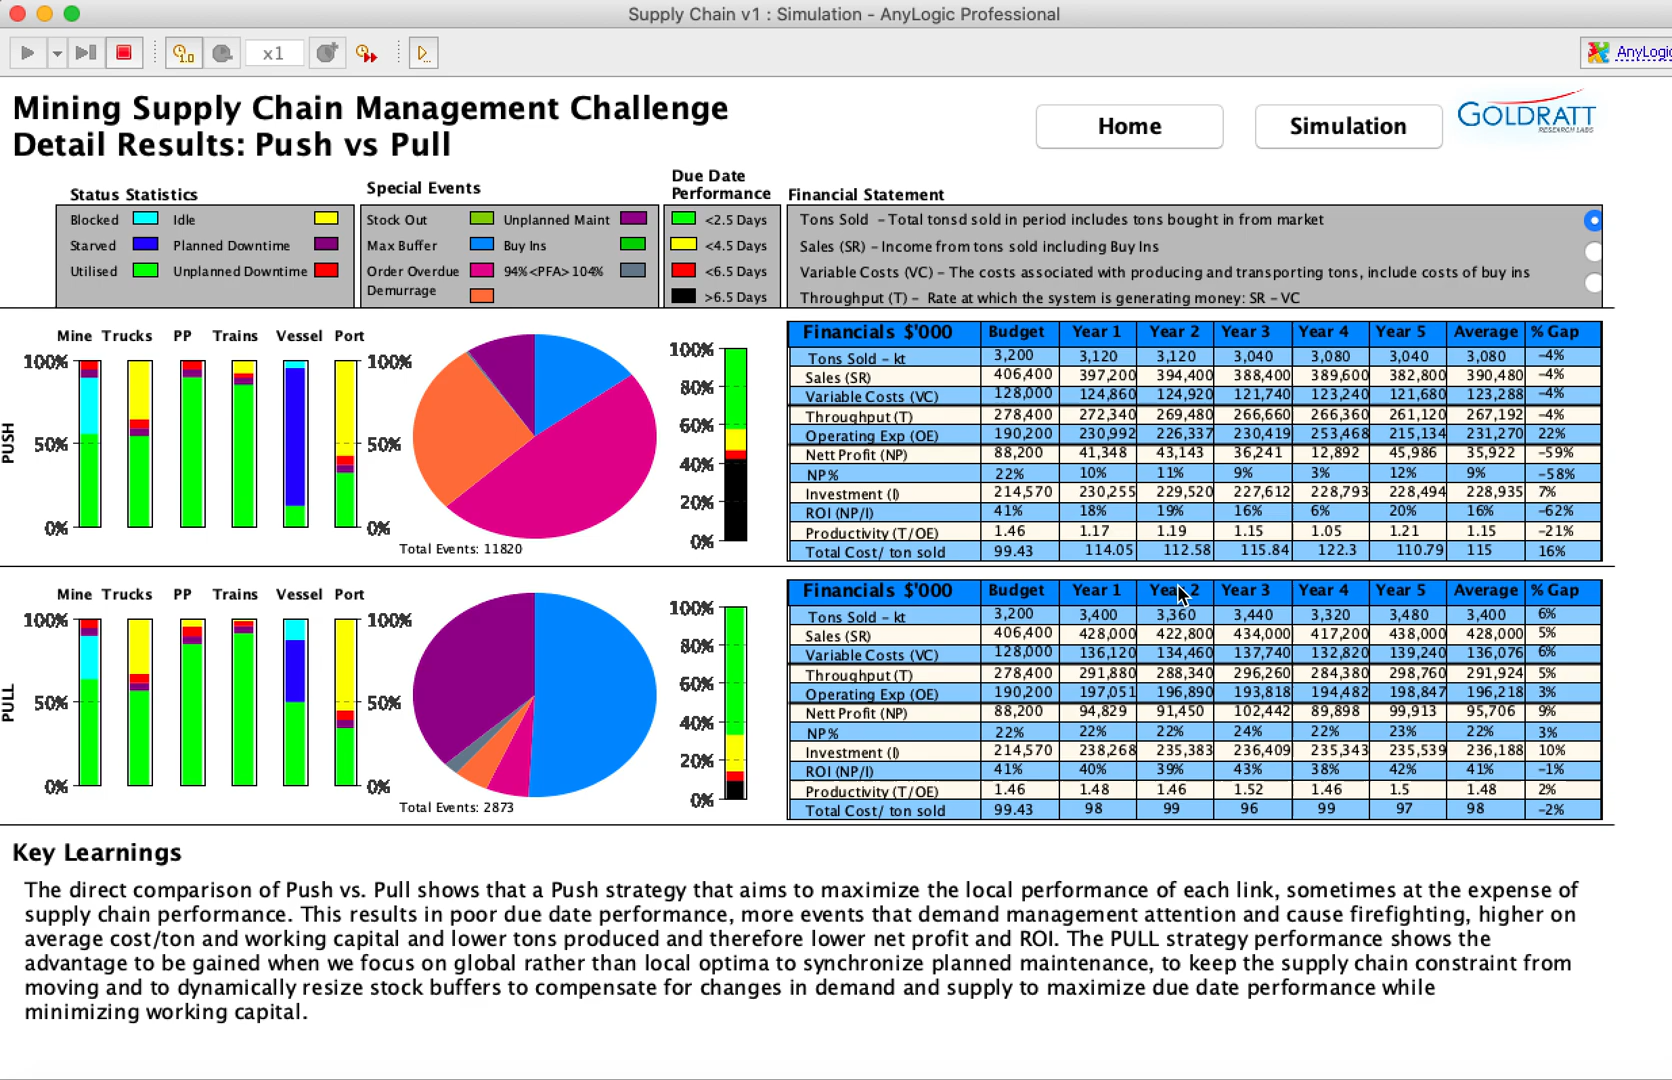 Supply Chain v1 : Simulation - AnyLogic Professional
1.0
x1
AnyLogic
Mining Supply Chain Management Challenge
Detail Results: Push vs Pull
Home
Simulation
GOLDRATT
RESEARCH LABS
Status Statistics
Blocked Idle
Starved Planned Downtime
Utilised Unplanned Downtime
Special Events
Stock Out Unplanned Maint
Max Buffer Buy Ins
Order Overdue 94%<PFA>104%
Demurrage
Due Date
Performance
<2.5 Days
<4.5 Days
<6.5 Days
>6.5 Days
Financial Statement
Tons Sold - Total tonsd sold in period includes tons bought in from market
Sales (SR) - Income from tons sold including Buy Ins
Variable Costs (VC) - The costs associated with producing and transporting tons, include costs of buy ins
Throughput (T) - Rate at which the system is generating money: SR - VC
PUSH
Mine Trucks PP Trains Vessel Port
100% 100%
50% 50%
0% 0%
Total Events: 11820
100%
80%
60%
40%
20%
0%
Financials $'000 Budget Year 1 Year 2 Year 3 Year 4 Year 5 Average % Gap
Tons Sold - kt 3,200 3,120 3,120 3,040 3,080 3,040 3,080 -4%
Sales (SR) 406,400 397,200 394,400 388,400 389,600 382,800 390,480 -4%
Variable Costs (VC) 128,000 124,860 124,920 121,740 123,240 121,680 123,288 -4%
Throughput (T) 278,400 272,340 269,480 266,660 266,360 261,120 267,192 -4%
Operating Exp (OE) 190,200 230,992 226,337 230,419 253,468 215,134 231,270 22%
Nett Profit (NP) 88,200 41,348 43,143 36,241 12,892 45,986 35,922 -59%
NP% 22% 10% 11% 9% 3% 12% 9% -58%
Investment (I) 214,570 230,255 229,520 227,612 228,793 228,494 228,935 7%
ROI (NP/I) 41% 18% 19% 16% 6% 20% 16% -62%
Productivity (T/OE) 1.46 1.17 1.19 1.15 1.05 1.21 1.15 -21%
Total Cost/ ton sold 99.43 114.05 112.58 115.84 122.3 110.79 115 16%
PULL
Mine Trucks PP Trains Vessel Port
100% 100%
50% 50%
0% 0%
Total Events: 2873
100%
80%
60%
40%
20%
0%
Financials $'000 Budget Year 1 Year 2 Year 3 Year 4 Year 5 Average % Gap
Tons Sold - kt 3,200 3,400 3,360 3,440 3,320 3,480 3,400 6%
Sales (SR) 406,400 428,000 422,800 434,000 417,200 438,000 428,000 5%
Variable Costs (VC) 128,000 136,120 134,460 137,740 132,820 139,240 136,076 6%
Throughput (T) 278,400 291,880 288,340 296,260 284,380 298,760 291,924 5%
Operating Exp (OE) 190,200 197,051 196,890 193,818 194,482 198,847 196,218 3%
Nett Profit (NP) 88,200 94,829 91,450 102,442 89,898 99,913 95,706 9%
NP% 22% 22% 22% 24% 22% 23% 22% 3%
Investment (I) 214,570 238,268 235,383 236,409 235,343 235,539 236,188 10%
ROI (NP/I) 41% 40% 39% 43% 38% 42% 41% -1%
Productivity (T/OE) 1.46 1.48 1.46 1.52 1.46 1.5 1.48 2%
Total Cost/ ton sold 99.43 98 99 96 99 97 98 -2%
Key Learnings
The direct comparison of Push vs. Pull shows that a Push strategy that aims to maximize the local performance of each link, sometimes at the expense of
supply chain performance. This results in poor due date performance, more events that demand management attention and cause firefighting, higher on
average cost/ton and working capital and lower tons produced and therefore lower net profit and ROI. The PULL strategy performance shows the
advantage to be gained when we focus on global rather than local optima to synchronize planned maintenance, to keep the supply chain constraint from
moving and to dynamically resize stock buffers to compensate for changes in demand and supply to maximize due date performance while
minimizing working capital.